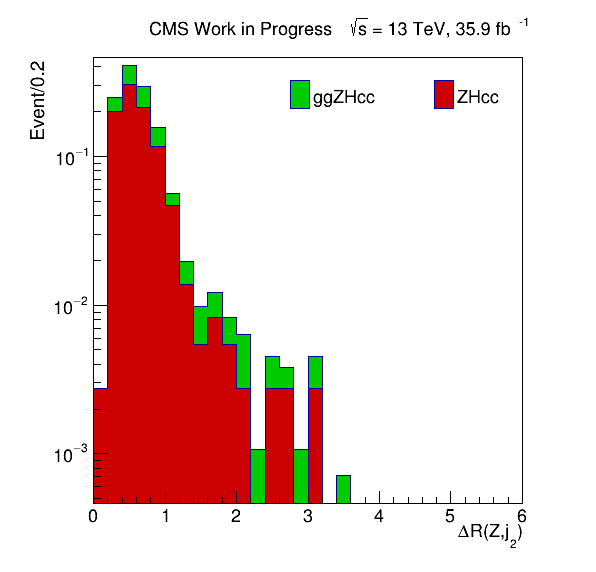 CMS Work in Progress √s = 13 TeV, 35.9 fb⁻¹
Event/0.2
ggZHcc ZHcc
10⁻¹
10⁻²
10⁻³
0 1 2 3 4 5 6
ΔR(Z,j₂)